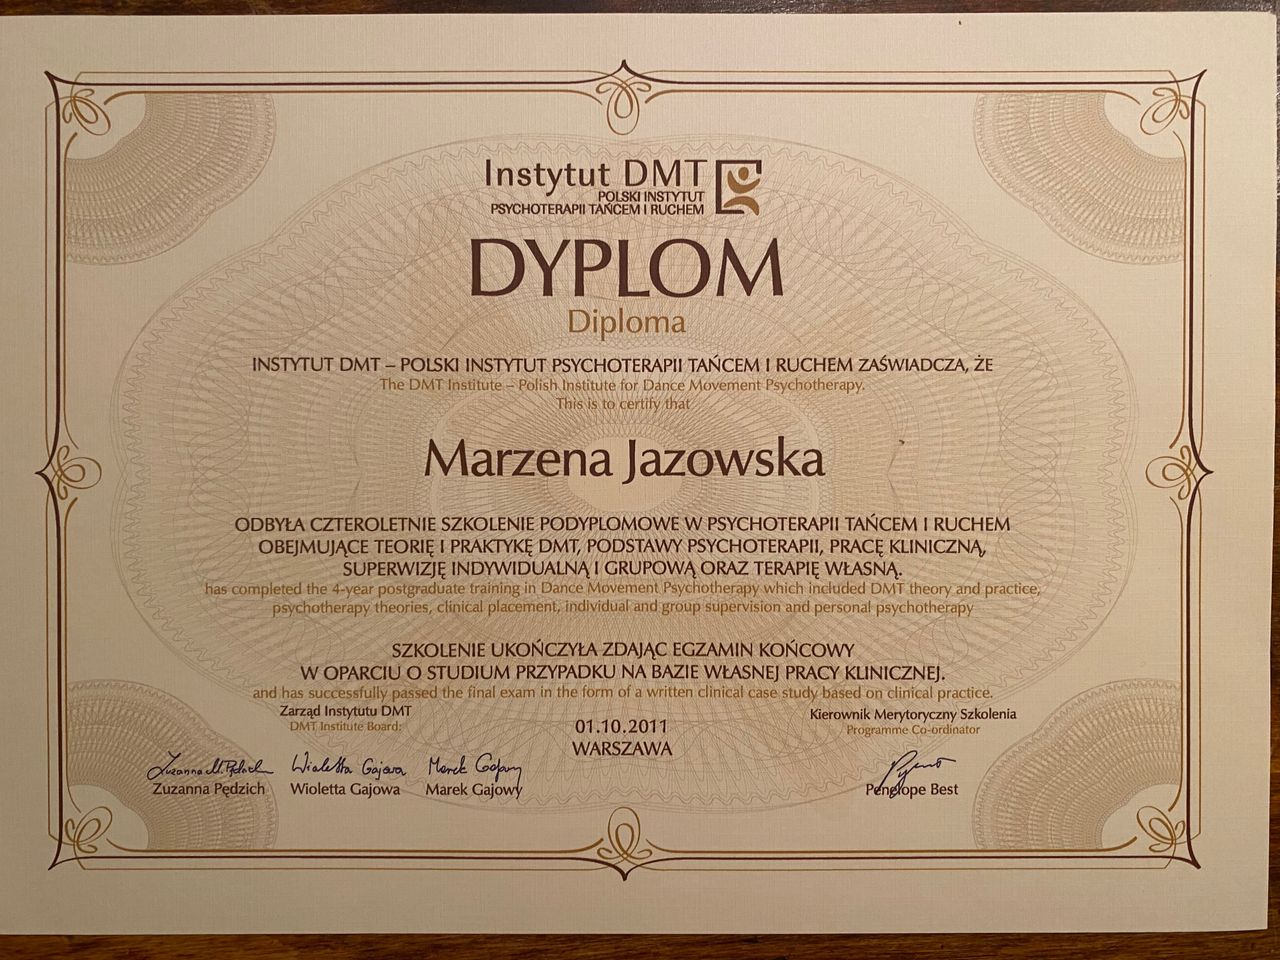 Instytut DMT
POLSKI INSTYTUT
PSYCHOTERAPII TAŃCEM I RUCHEM
DYPLOM
Diploma
INSTYTUT DMT – POLSKI INSTYTUT PSYCHOTERAPII TAŃCEM I RUCHEM ZAŚWIADCZA, ŻE
The DMT Institute – Polish Institute for Dance Movement Psychotherapy.
This is to certify that
Marzena Jazowska
ODBYŁA CZTEROLETNIE SZKOLENIE PODYPLOMOWE W PSYCHOTERAPII TAŃCEM I RUCHEM
OBEJMUJĄCE TEORIĘ I PRAKTYKĘ DMT, PODSTAWY PSYCHOTERAPII, PRACĘ KLINICZNĄ,
SUPERWIZJĘ INDYWIDUALNĄ I GRUPOWĄ ORAZ TERAPIĘ WŁASNĄ.
has completed the 4-year postgraduate training in Dance Movement Psychotherapy which included DMT theory and practice,
psychotherapy theories, clinical placement, individual and group supervision and personal psychotherapy
SZKOLENIE UKOŃCZYŁA ZDAJĄC EGZAMIN KOŃCOWY
W OPARCIU O STUDIUM PRZYPADKU NA BAZIE WŁASNEJ PRACY KLINICZNEJ.
and has successfully passed the final exam in the form of a written clinical case study based on clinical practice.
Zarząd Instytutu DMT
DMT Institute Board:
01.10.2011
WARSZAWA
Kierownik Merytoryczny Szkolenia
Programme Co-ordinator
Zuzanna M. Pędzich Wioletta Gajowa Marek Gajowy
Zuzanna Pędzich Wioletta Gajowa Marek Gajowy Penelope Best